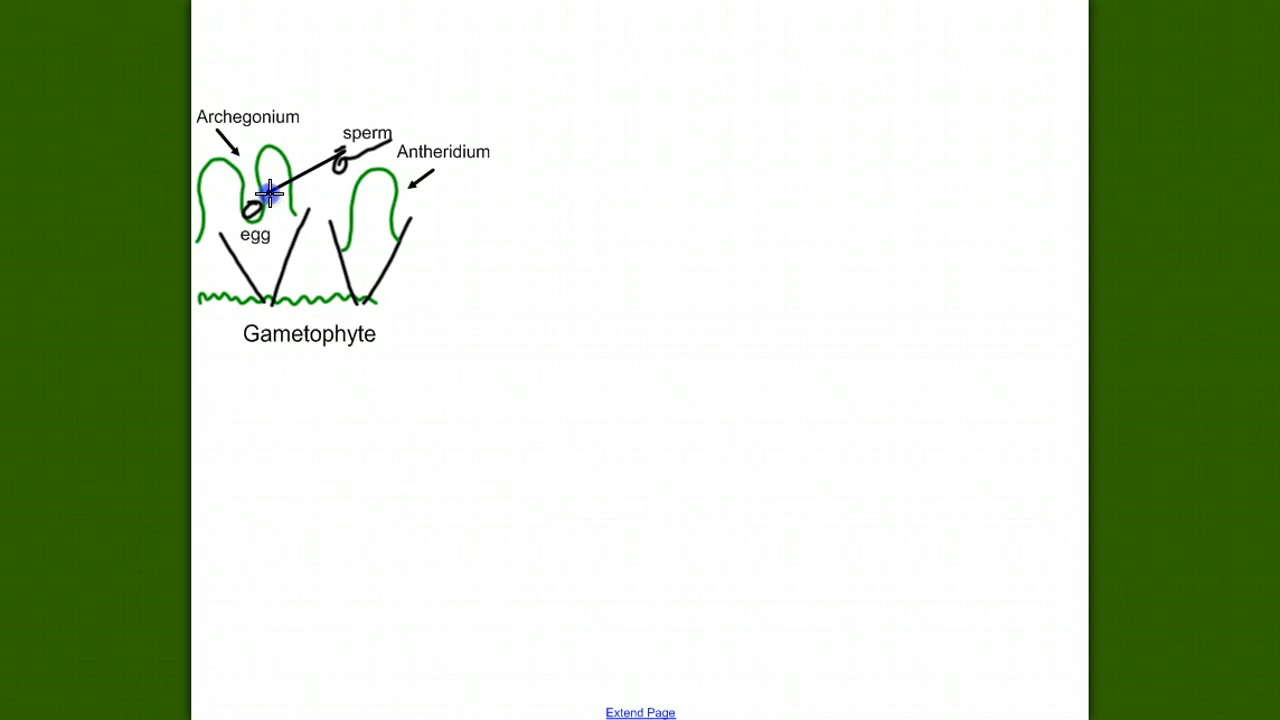 Archegonium
sperm
Antheridium
egg
Gametophyte
Extend Page